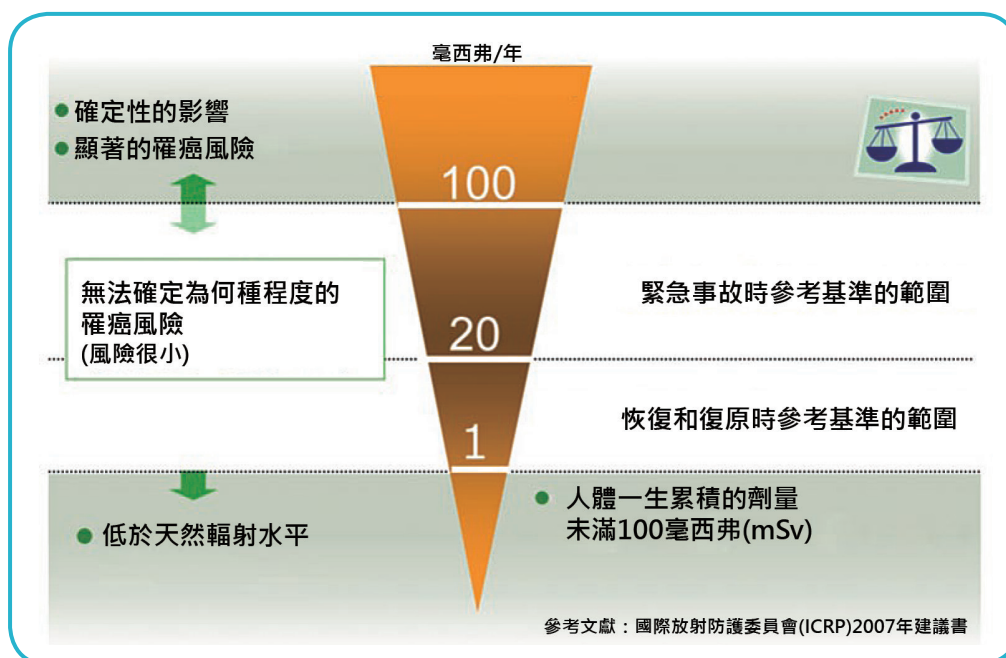 毫西弗/年
●確定性的影響
●顯著的罹癌風險
100
無法確定為何種程度的
罹癌風險
(風險很小)
緊急事故時參考基準的範圍
20
恢復和復原時參考基準的範圍
1
●低於天然輻射水平
●人體一生累積的劑量
未滿100毫西弗(mSv)
參考文獻：國際放射防護委員會(ICRP)2007年建議書